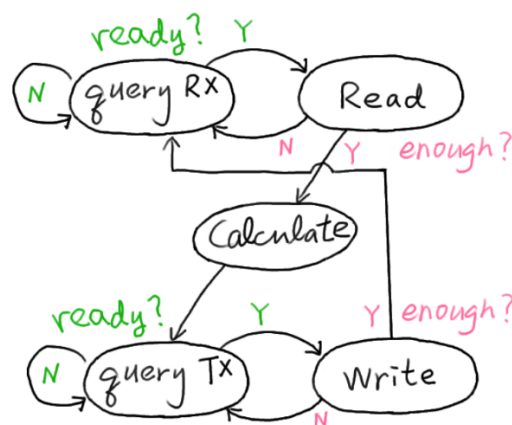 ready? Y
N query Rx Read
N Y enough?
Calculate
ready? Y Y enough?
N query Tx Write
N